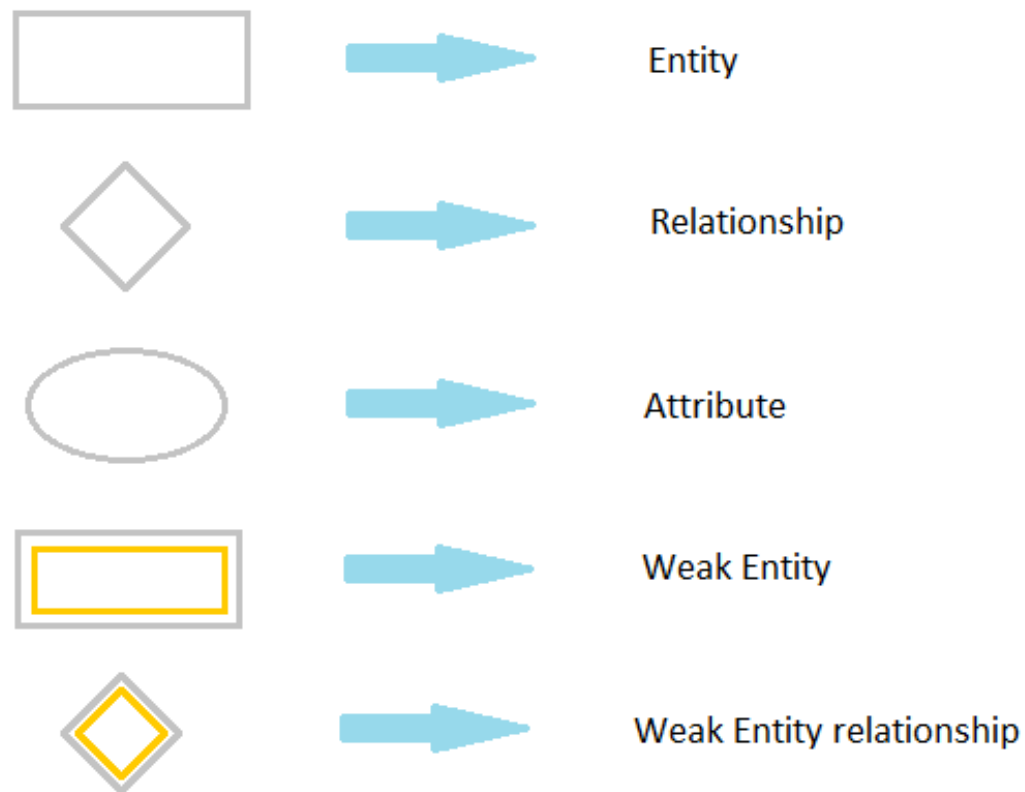 Entity
Relationship
Attribute
Weak Entity
Weak Entity relationship